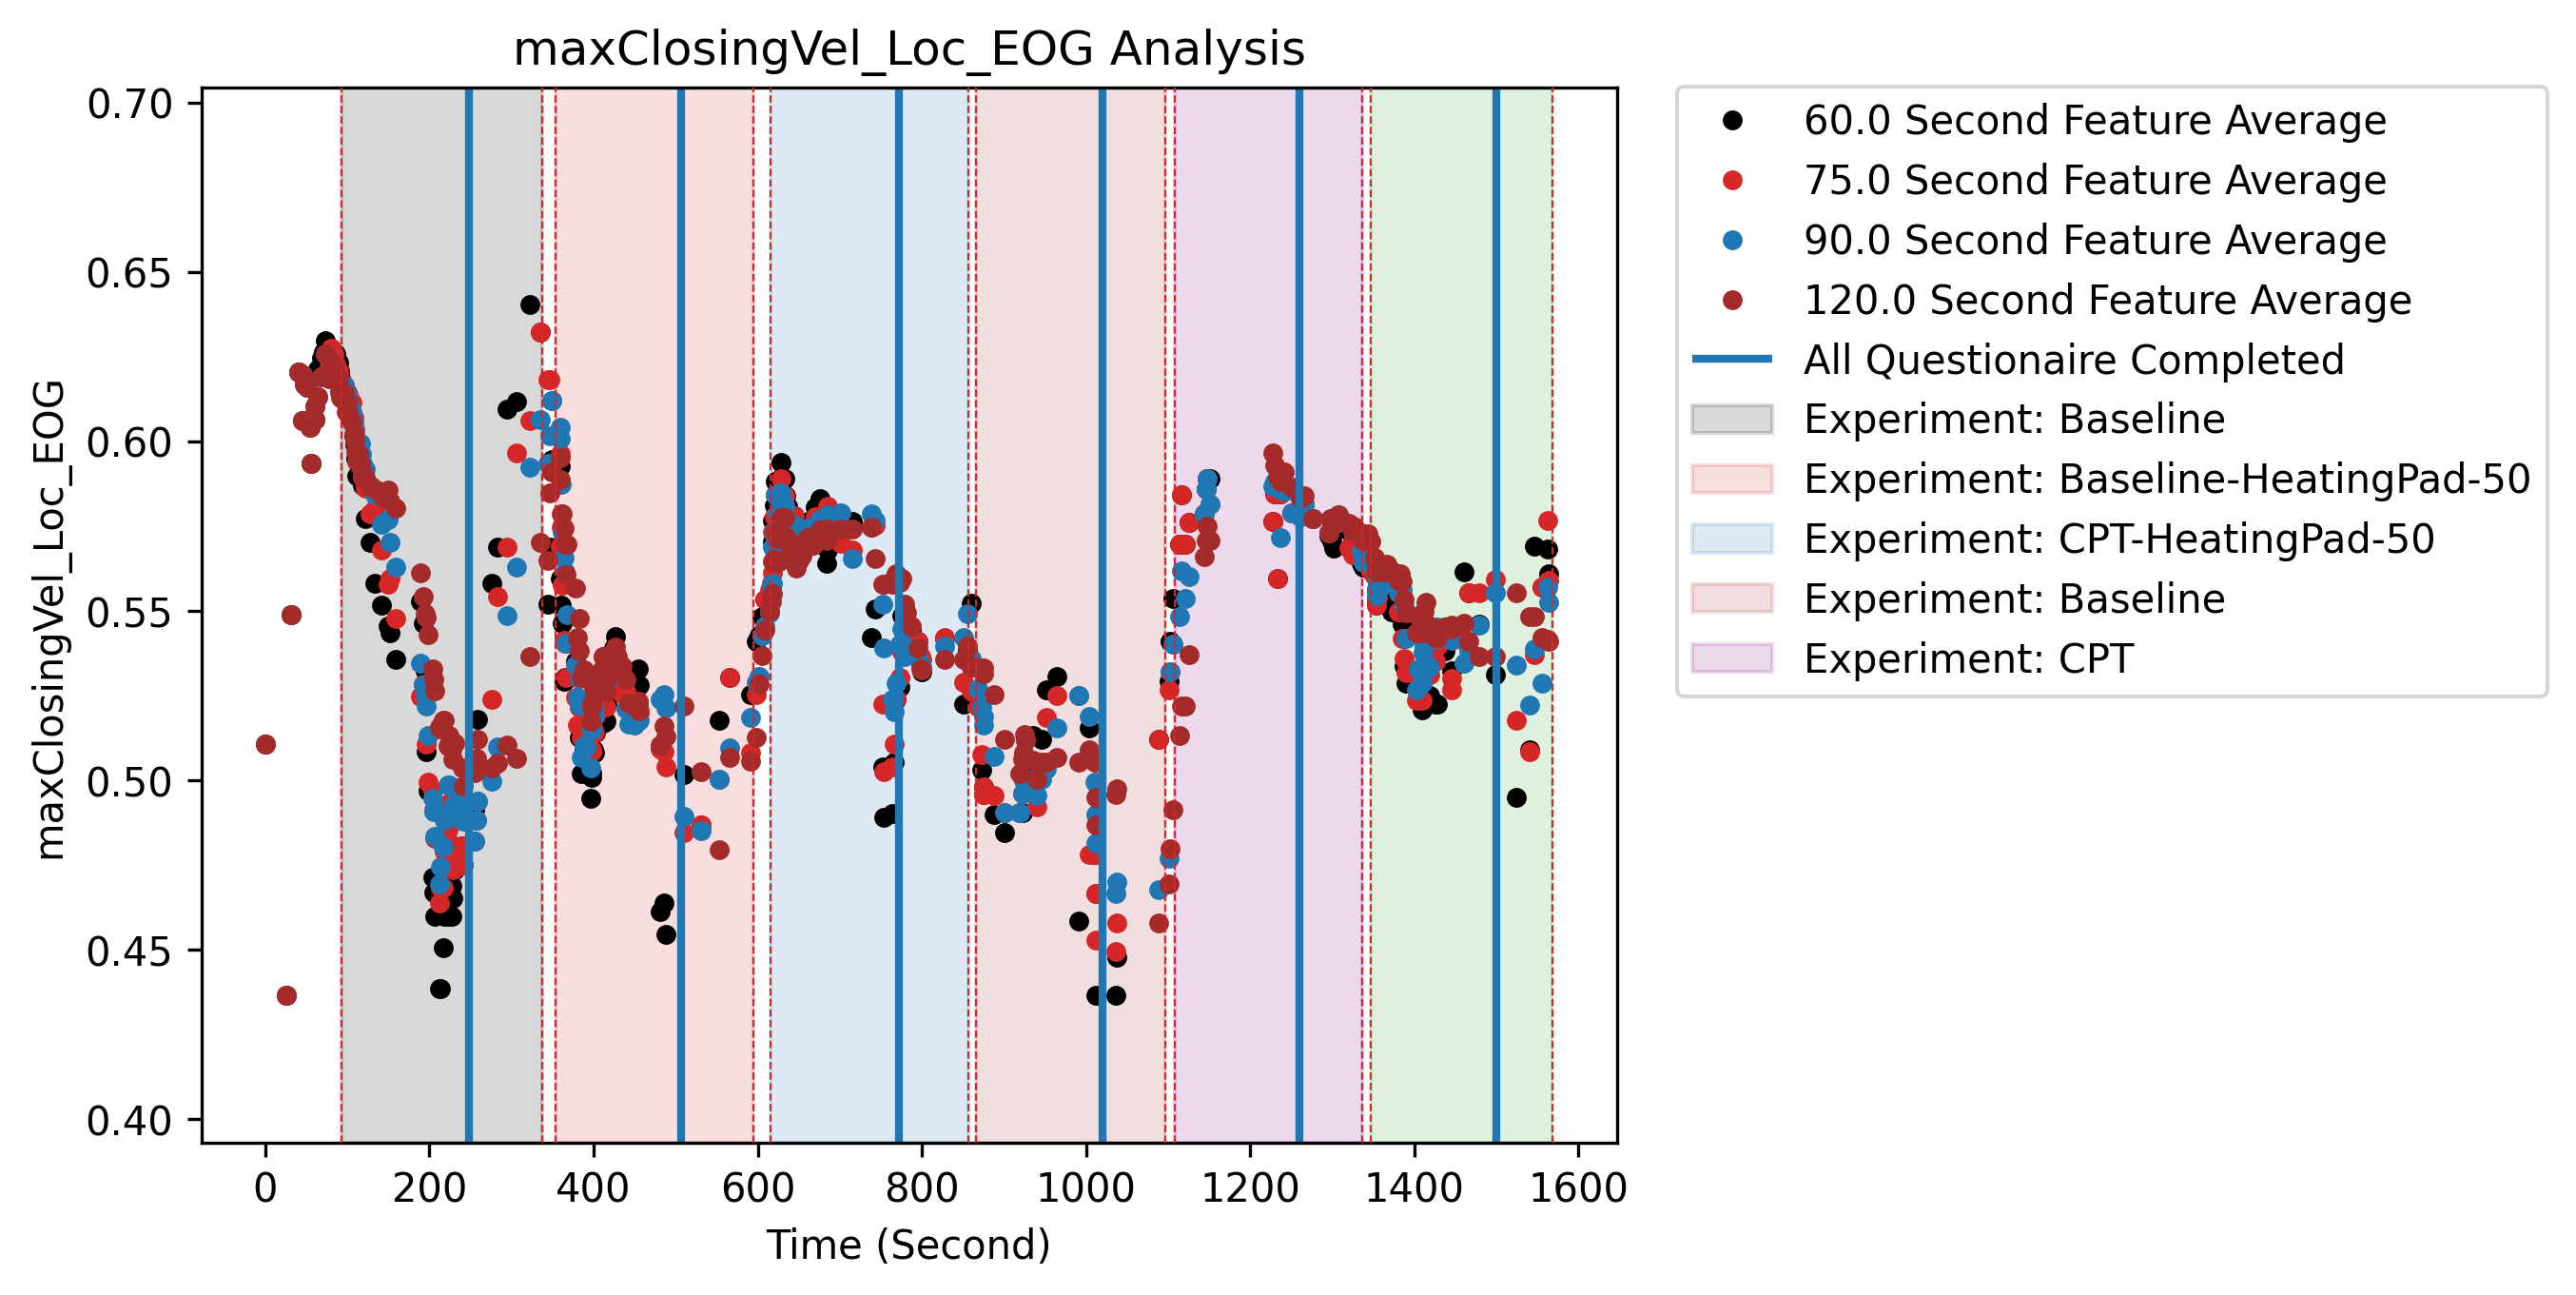 maxClosingVel_Loc_EOG Analysis
0.70
0.65
0.60
0.55
0.50
0.45
0.40
maxClosingVel_Loc_EOG
0 200 400 600 800 1000 1200 1400 1600
Time (Second)
60.0 Second Feature Average
75.0 Second Feature Average
90.0 Second Feature Average
120.0 Second Feature Average
All Questionaire Completed
Experiment: Baseline
Experiment: Baseline-HeatingPad-50
Experiment: CPT-HeatingPad-50
Experiment: Baseline
Experiment: CPT